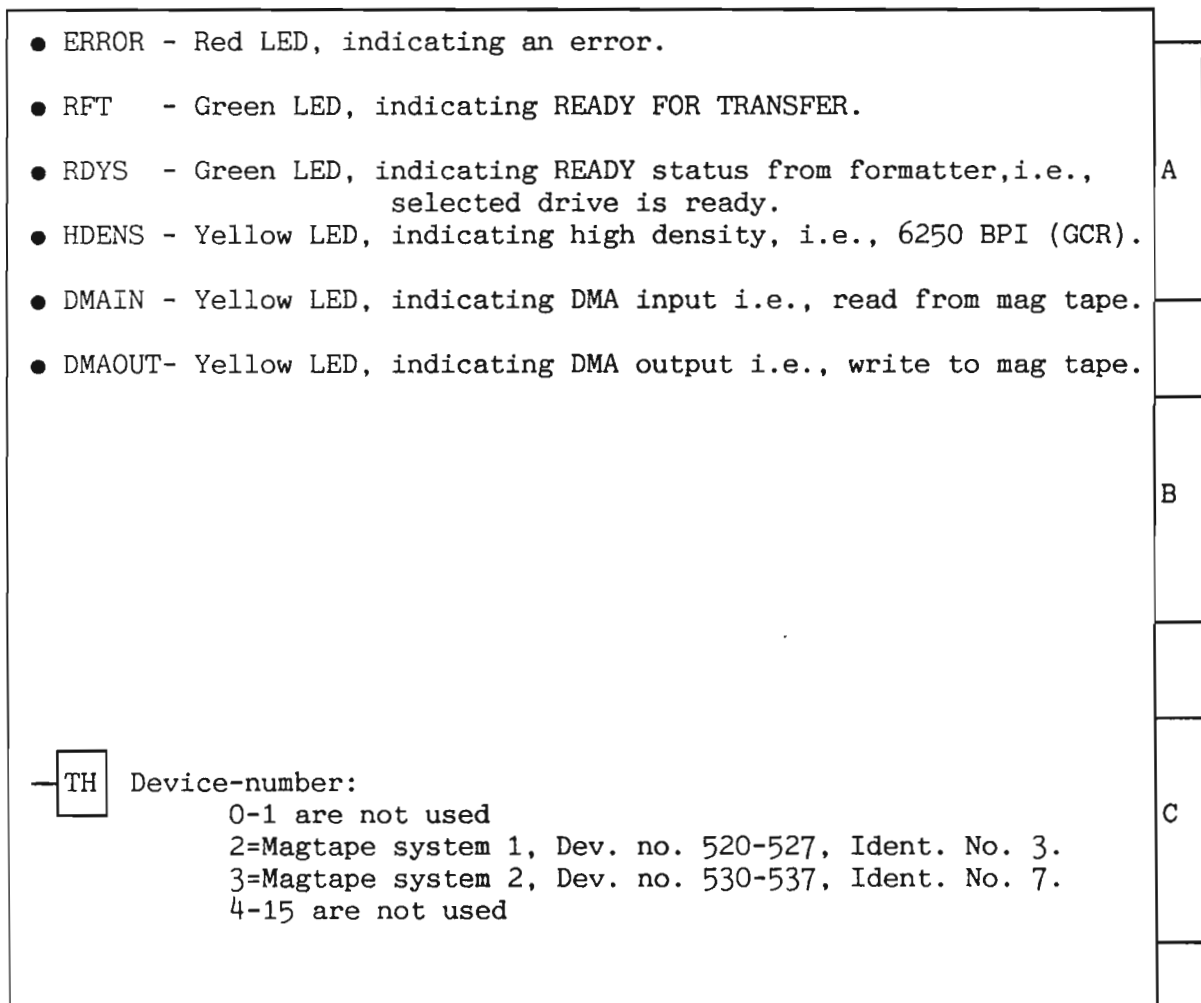 ● ERROR - Red LED, indicating an error.
● RFT - Green LED, indicating READY FOR TRANSFER.
● RDYS - Green LED, indicating READY status from formatter,i.e.,
selected drive is ready.
● HDENS - Yellow LED, indicating high density, i.e., 6250 BPI (GCR).
● DMAIN - Yellow LED, indicating DMA input i.e., read from mag tape.
● DMAOUT- Yellow LED, indicating DMA output i.e., write to mag tape.
A
B
TH Device-number:
0-1 are not used
2=Magtape system 1, Dev. no. 520-527, Ident. No. 3.
3=Magtape system 2, Dev. no. 530-537, Ident. No. 7.
4-15 are not used
C